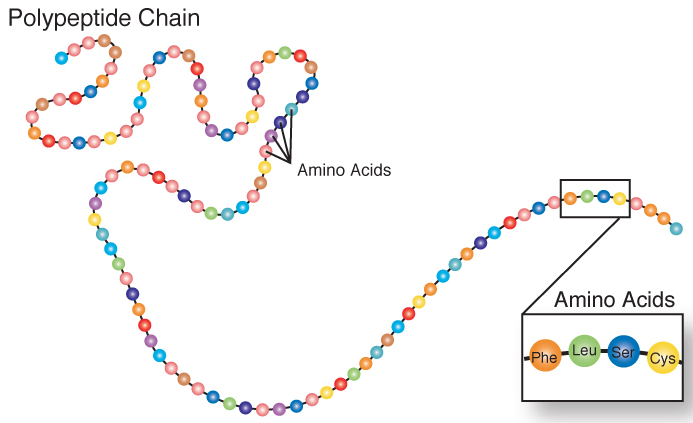 Polypeptide Chain
Amino Acids
Amino Acids
Phe
Leu
Ser
Cys